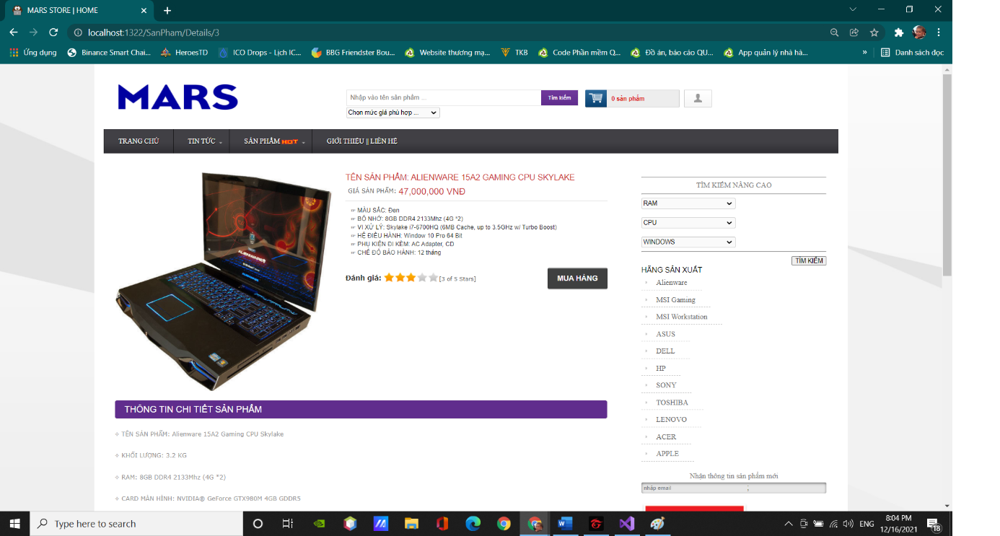 MARS STORE | HOME
localhost:1322/SanPham/Details/3
Ứng dụng Binance Smart Chai... HeroesTD ICO Drops - Lịch IC... BBG Friendster Bou... Website thương mạ... TKB Code Phần mềm Q... Đồ án, báo cáo QU... App quản lý nhà hà... » Danh sách đọc
MARS
Nhập vào tên sản phẩm ... Tìm kiếm 0 sản phẩm
Chọn mức giá phù hợp ...
TRANG CHỦ TIN TỨC SẢN PHẨM HOT GIỚI THIỆU || LIÊN HỆ
TÊN SẢN PHẨM: ALIENWARE 15A2 GAMING CPU SKYLAKE
GIÁ SẢN PHẨM: 47,000,000 VNĐ
MÀU SẮC: Đen
BỘ NHỚ: 8GB DDR4 2133Mhz (4G *2)
VI XỬ LÝ: Skylake i7-6700HQ (6MB Cache, up to 3.5GHz w/ Turbo Boost)
HỆ ĐIỀU HÀNH: Window 10 Pro 64 Bit
PHỤ KIỆN ĐI KÈM: AC Adapter, CD
CHẾ ĐỘ BẢO HÀNH: 12 tháng
Đánh giá: [3 of 5 Stars]
MUA HÀNG
ALIENWARE
THÔNG TIN CHI TIẾT SẢN PHẨM
TÊN SẢN PHẨM: Alienware 15A2 Gaming CPU Skylake
KHỐI LƯỢNG: 3.2 KG
RAM: 8GB DDR4 2133Mhz (4G *2)
CARD MÀN HÌNH: NVIDIA® GeForce GTX980M 4GB GDDR5
TÌM KIẾM NÂNG CAO
RAM
CPU
WINDOWS
TÌM KIẾM
HÃNG SẢN XUẤT
Alienware
MSI Gaming
MSI Workstation
ASUS
DELL
HP
SONY
TOSHIBA
LENOVO
ACER
APPLE
Nhận thông tin sản phẩm mới
nhập email ;
Type here to search
ENG
8:04 PM
12/16/2021
18